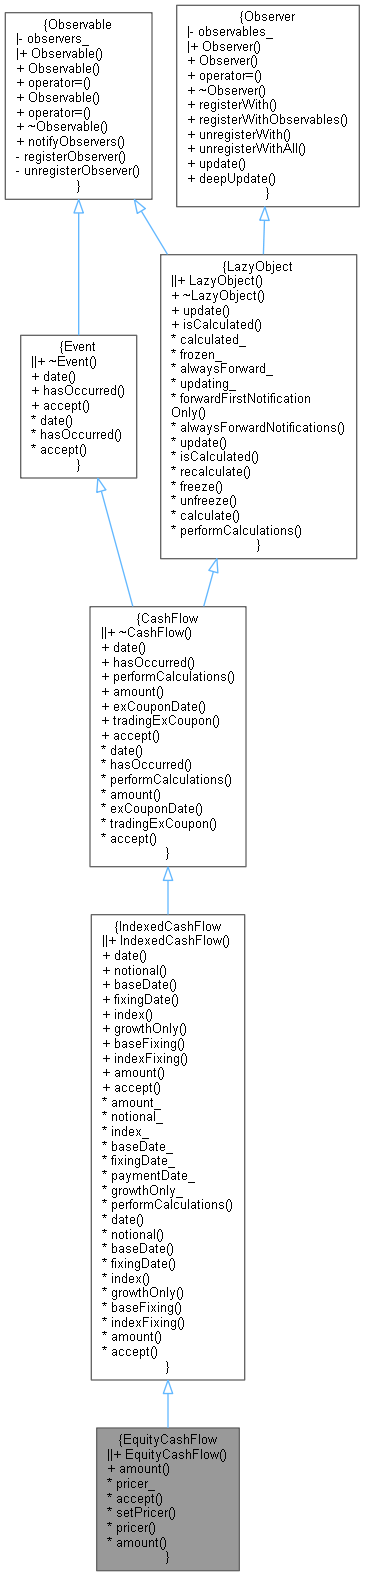 {Observable
|- observers_
|+ Observable()
+ Observable()
+ operator=()
+ Observable()
+ operator=()
+ ~Observable()
+ notifyObservers()
- registerObserver()
- unregisterObserver()
}
{Observer
|- observables_
|+ Observer()
+ Observer()
+ operator=()
+ ~Observer()
+ registerWith()
+ registerWithObservables()
+ unregisterWith()
+ unregisterWithAll()
+ update()
+ deepUpdate()
}
{Event
||+ ~Event()
+ date()
+ hasOccurred()
+ accept()
* date()
* hasOccurred()
* accept()
}
{LazyObject
||+ LazyObject()
+ ~LazyObject()
+ update()
+ isCalculated()
* calculated_
* frozen_
* alwaysForward_
* updating_
* forwardFirstNotification
Only()
* alwaysForwardNotifications()
* update()
* isCalculated()
* recalculate()
* freeze()
* unfreeze()
* calculate()
* performCalculations()
}
{CashFlow
||+ ~CashFlow()
+ date()
+ hasOccurred()
+ performCalculations()
+ amount()
+ exCouponDate()
+ tradingExCoupon()
+ accept()
* date()
* hasOccurred()
* performCalculations()
* amount()
* exCouponDate()
* tradingExCoupon()
* accept()
}
{IndexedCashFlow
||+ IndexedCashFlow()
+ date()
+ notional()
+ baseDate()
+ fixingDate()
+ index()
+ growthOnly()
+ baseFixing()
+ indexFixing()
+ amount()
+ accept()
* amount_
* notional_
* index_
* baseDate_
* fixingDate_
* paymentDate_
* growthOnly_
* performCalculations()
* date()
* notional()
* baseDate()
* fixingDate()
* index()
* growthOnly()
* baseFixing()
* indexFixing()
* amount()
* accept()
}
{EquityCashFlow
||+ EquityCashFlow()
+ amount()
* pricer_
* accept()
* setPricer()
* pricer()
* amount()
}